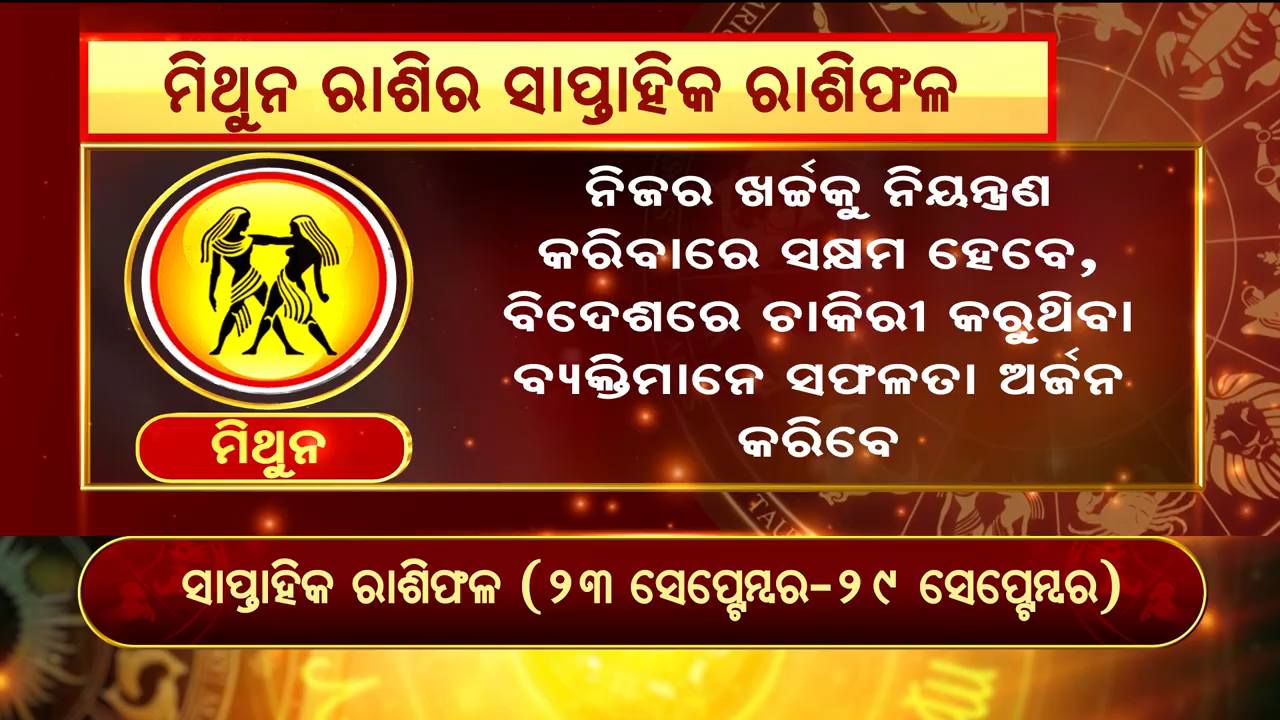 ମିଥୁନ ରାଶିର ସାପ୍ତାହିକ ରାଶିଫଳ
ନିଜର ଖର୍ଚ୍ଚକୁ ନିୟନ୍ତ୍ରଣ
କରିବାରେ ସକ୍ଷମ ହେବେ,
ବିଦେଶରେ ଚାକିରୀ କରୁଥିବା
ବ୍ୟକ୍ତିମାନେ ସଫଳତା ଅର୍ଜନ
କରିବେ
ମିଥୁନ
ସାପ୍ତାହିକ ରାଶିଫଳ (୨୩ ସେପ୍ଟେମ୍ବର-୨୯ ସେପ୍ଟେମ୍ବର)